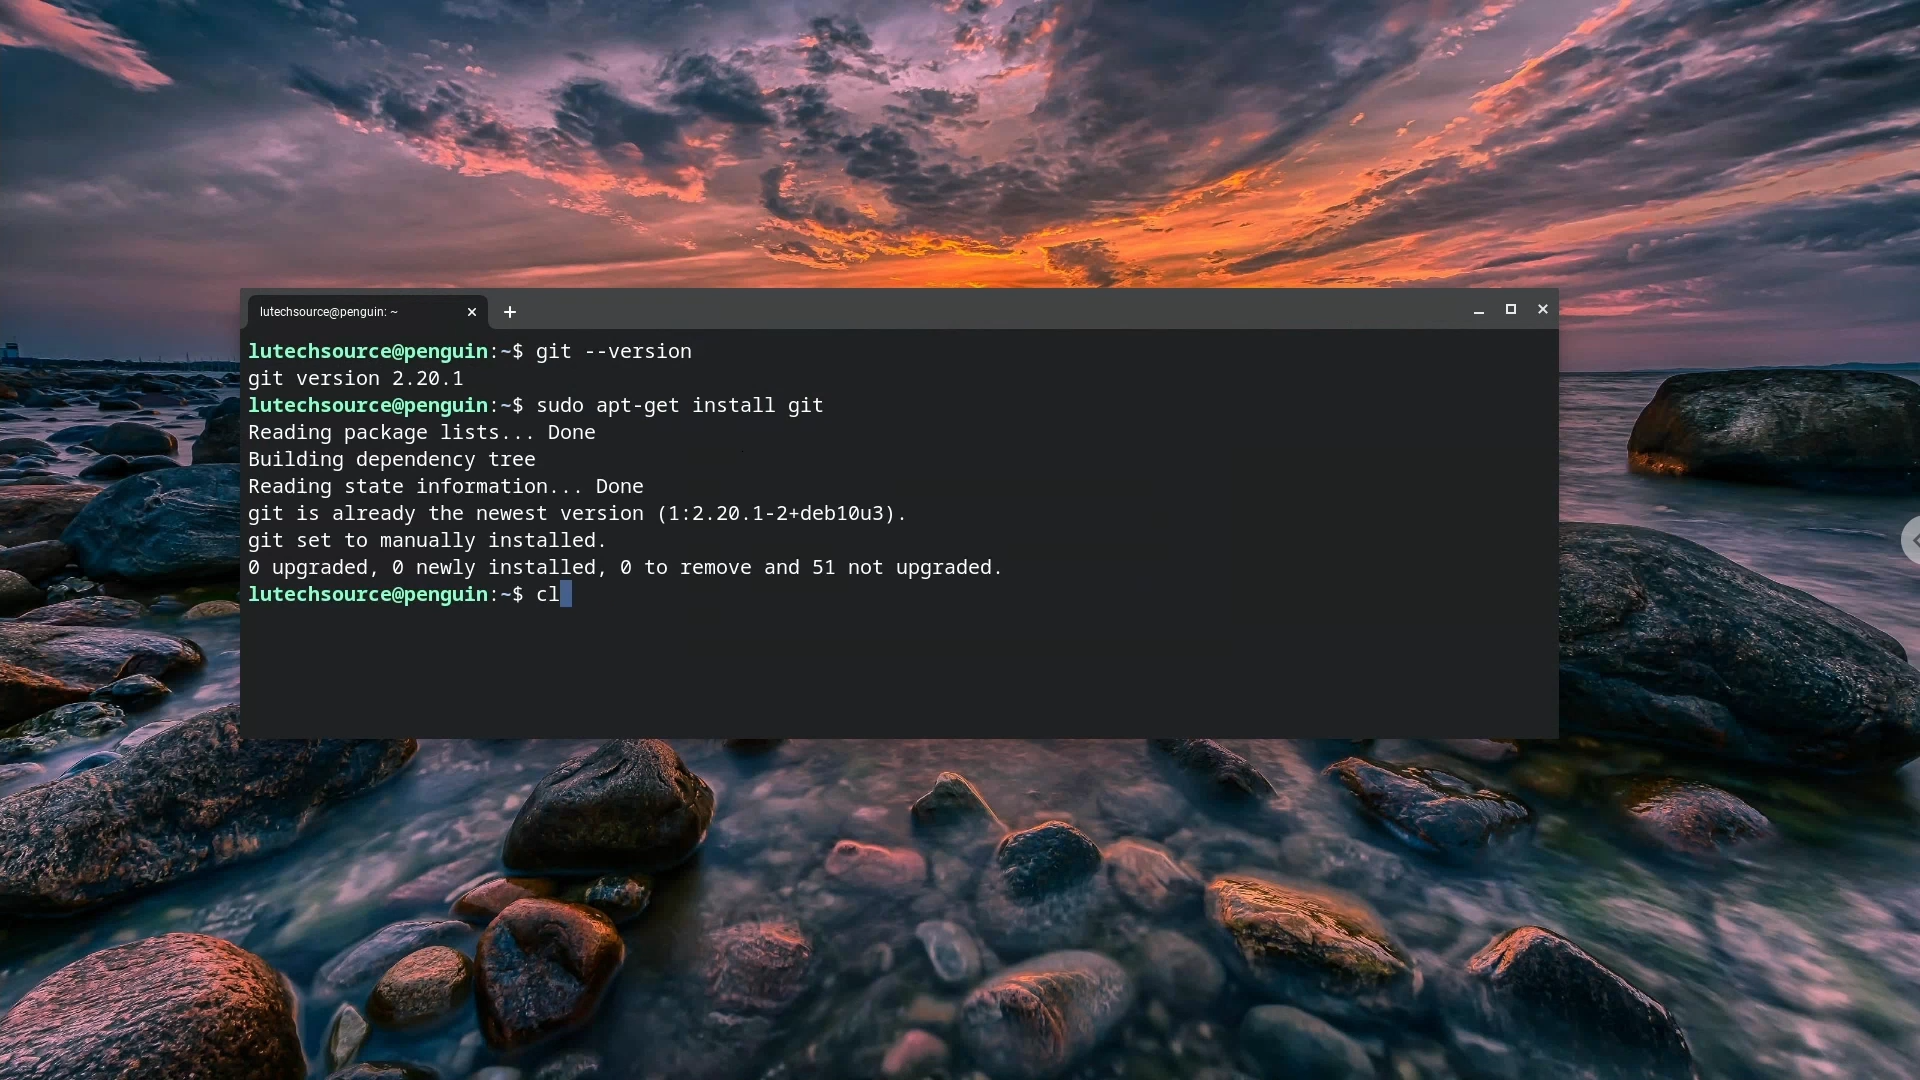 lutechsource@penguin: ~
lutechsource@penguin:~$ git --version
git version 2.20.1
lutechsource@penguin:~$ sudo apt-get install git
Reading package lists... Done
Building dependency tree
Reading state information... Done
git is already the newest version (1:2.20.1-2+deb10u3).
git set to manually installed.
0 upgraded, 0 newly installed, 0 to remove and 51 not upgraded.
lutechsource@penguin:~$ cl